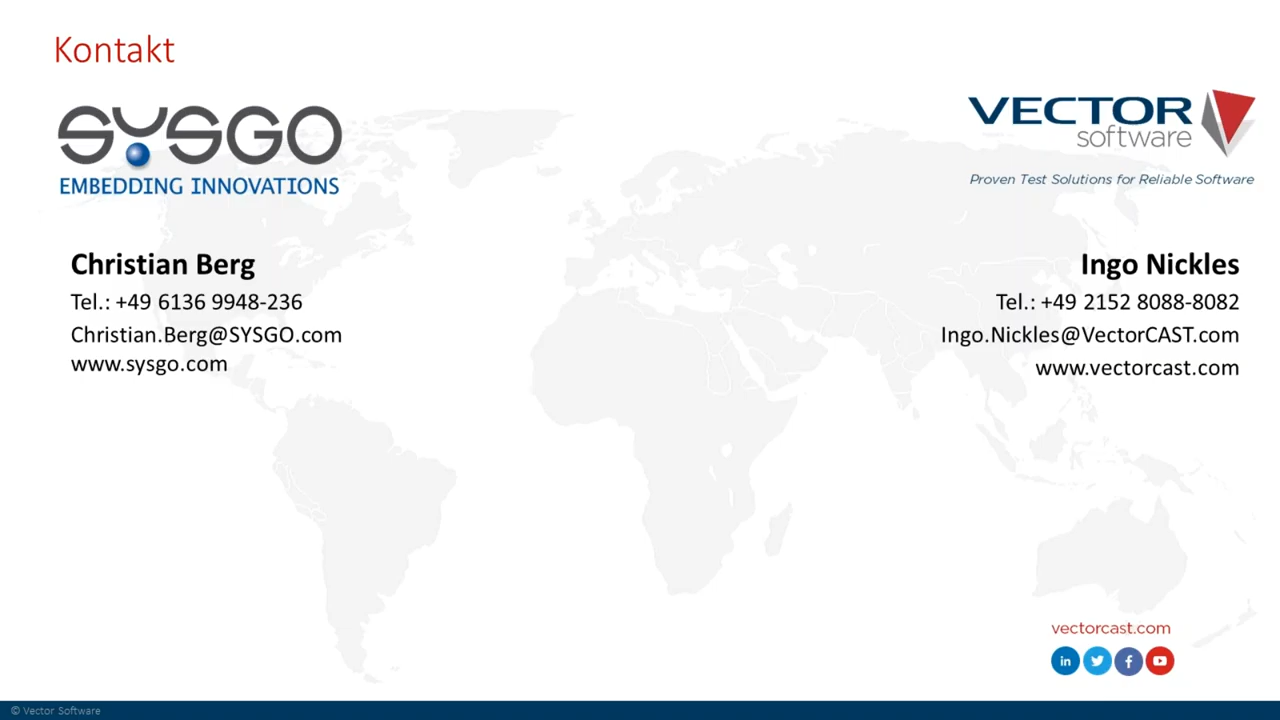 Kontakt
SYSGO
EMBEDDING INNOVATIONS
Christian Berg
Tel.: +49 6136 9948-236
Christian.Berg@SYSGO.com
www.sysgo.com
VECTOR
software
Proven Test Solutions for Reliable Software
Ingo Nickles
Tel.: +49 2152 8088-8082
Ingo.Nickles@VectorCAST.com
www.vectorcast.com
vectorcast.com
in
f
© Vector Software